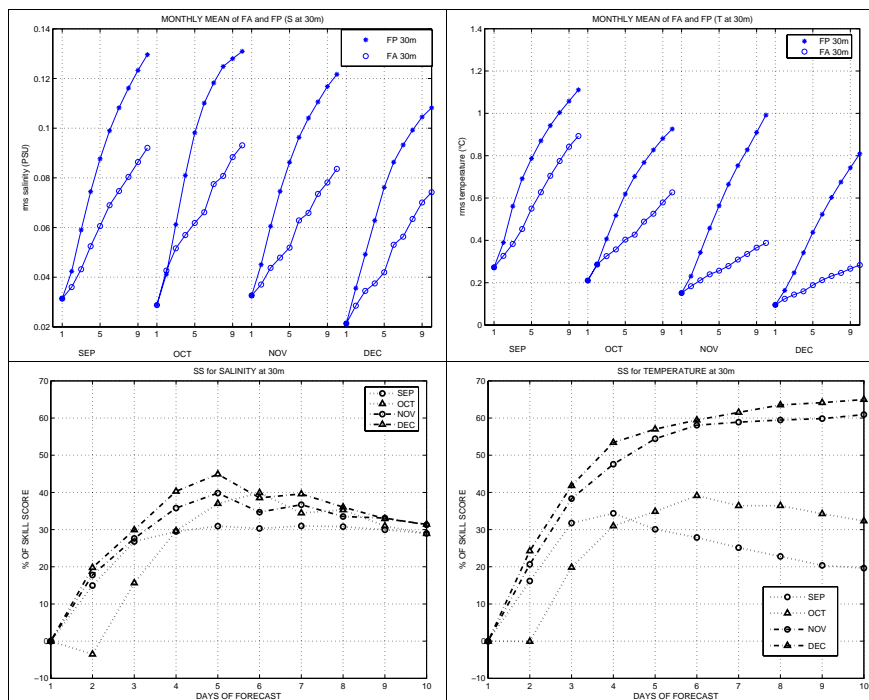 MONTHLY MEAN of FA and FP (S at 30m)
rms salinity (PSU)
0.14
0.12
0.1
0.08
0.06
0.04
0.02
FP 30m
FA 30m
1 5 9 1 5 9 1 5 9 1 5 9
SEP OCT NOV DEC
MONTHLY MEAN of FA and FP (T at 30m)
rms temperature (°C)
1.4
1.2
1
0.8
0.6
0.4
0.2
0
FP 30m
FA 30m
1 5 9 1 5 9 1 5 9 1 5 9
SEP OCT NOV DEC
SS for SALINITY at 30m
% OF SKILL SCORE
70
60
50
40
30
20
10
0
−10
SEP
OCT
NOV
DEC
1 2 3 4 5 6 7 8 9 10
DAYS OF FORECAST
SS for TEMPERATURE at 30m
% OF SKILL SCORE
70
60
50
40
30
20
10
0
−10
SEP
OCT
NOV
DEC
1 2 3 4 5 6 7 8 9 10
DAYS OF FORECAST